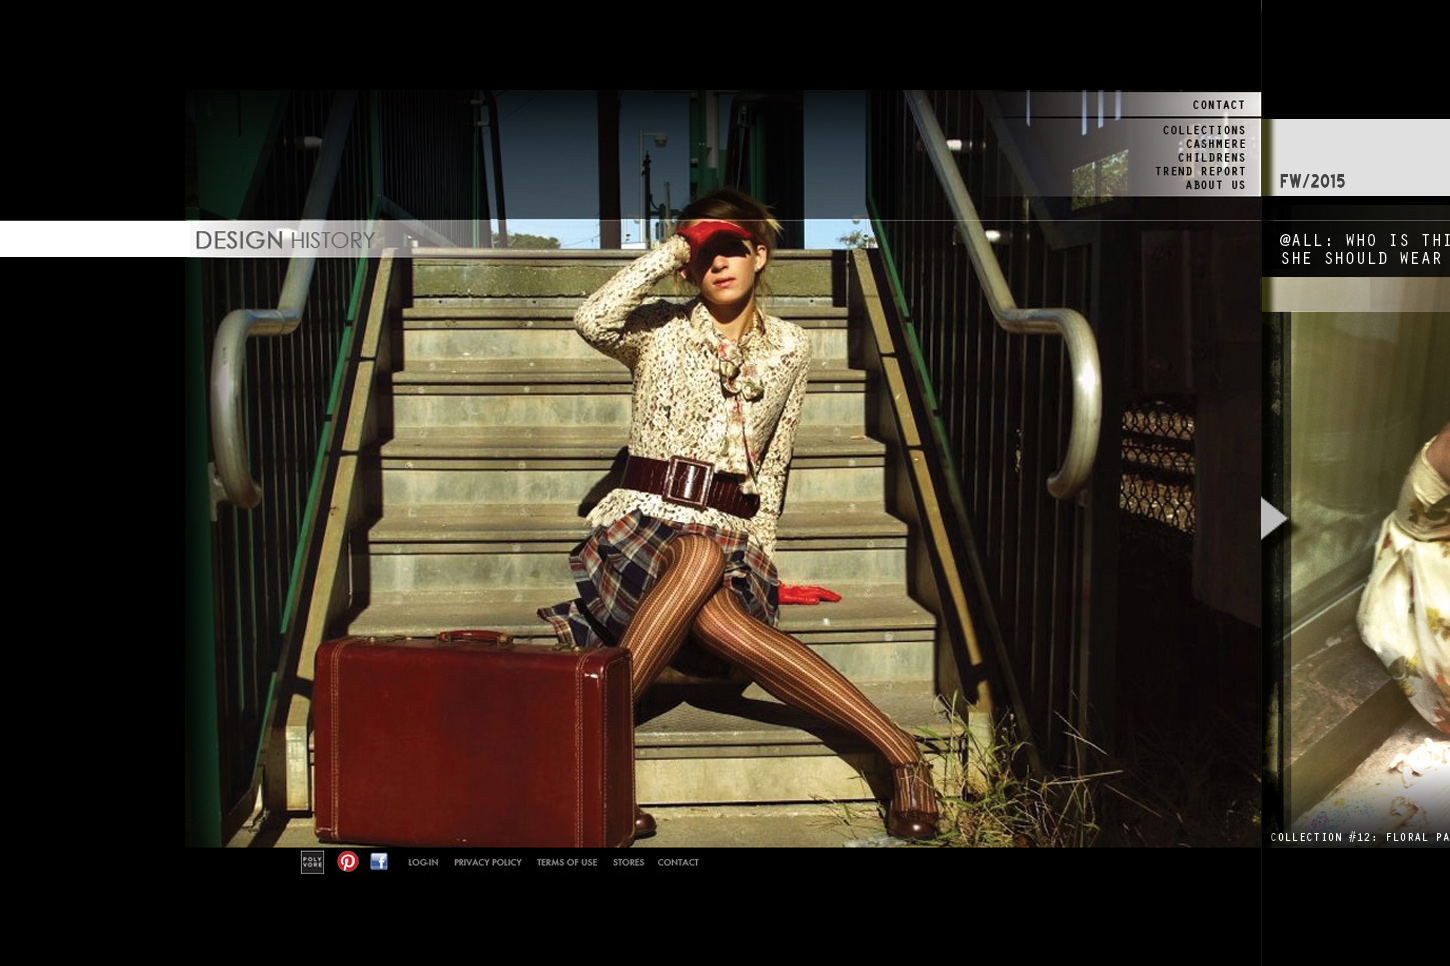 CONTACT
COLLECTIONS
CASHMERE
CHILDRENS
TREND REPORT
ABOUT US
FW/2015
DESIGN HISTORY
@ALL: WHO IS THI
SHE SHOULD WEAR
COLLECTION #12: FLORAL PA
POLY
VORE
LOG-IN PRIVACY POLICY TERMS OF USE STORES CONTACT